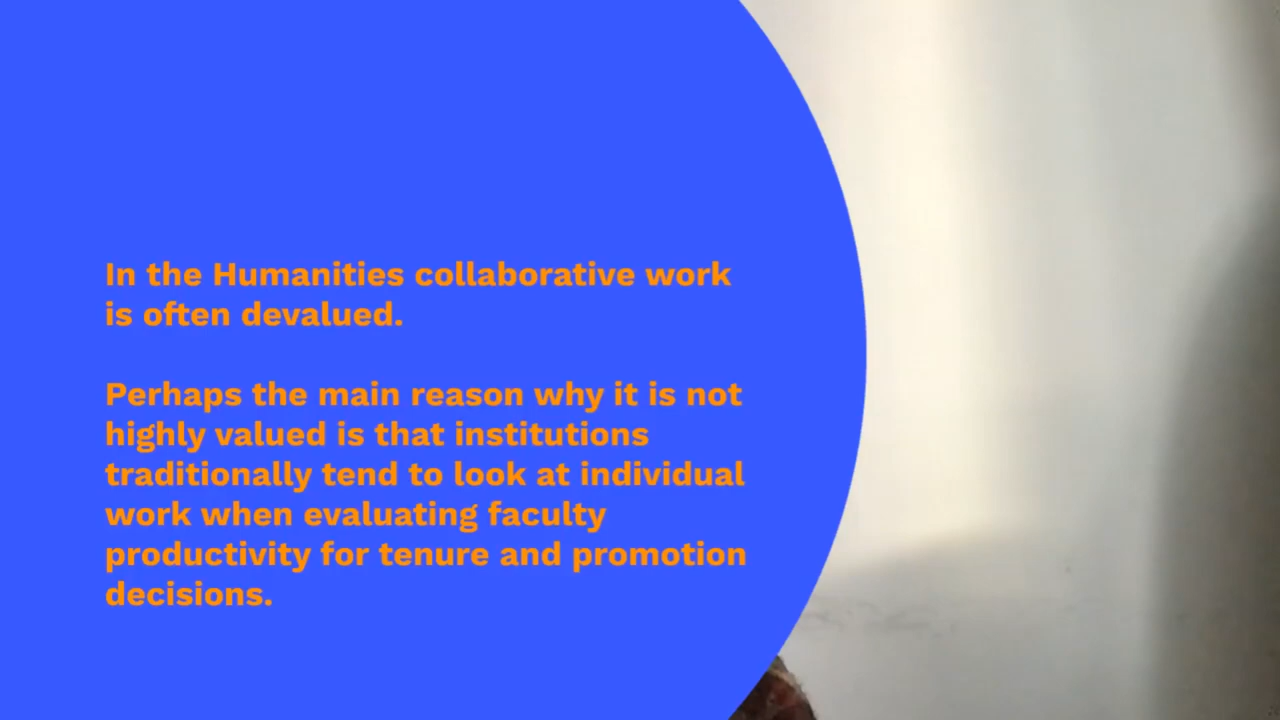 In the Humanities collaborative work
is often devalued.
Perhaps the main reason why it is not
highly valued is that institutions
traditionally tend to look at individual
work when evaluating faculty
productivity for tenure and promotion
decisions.